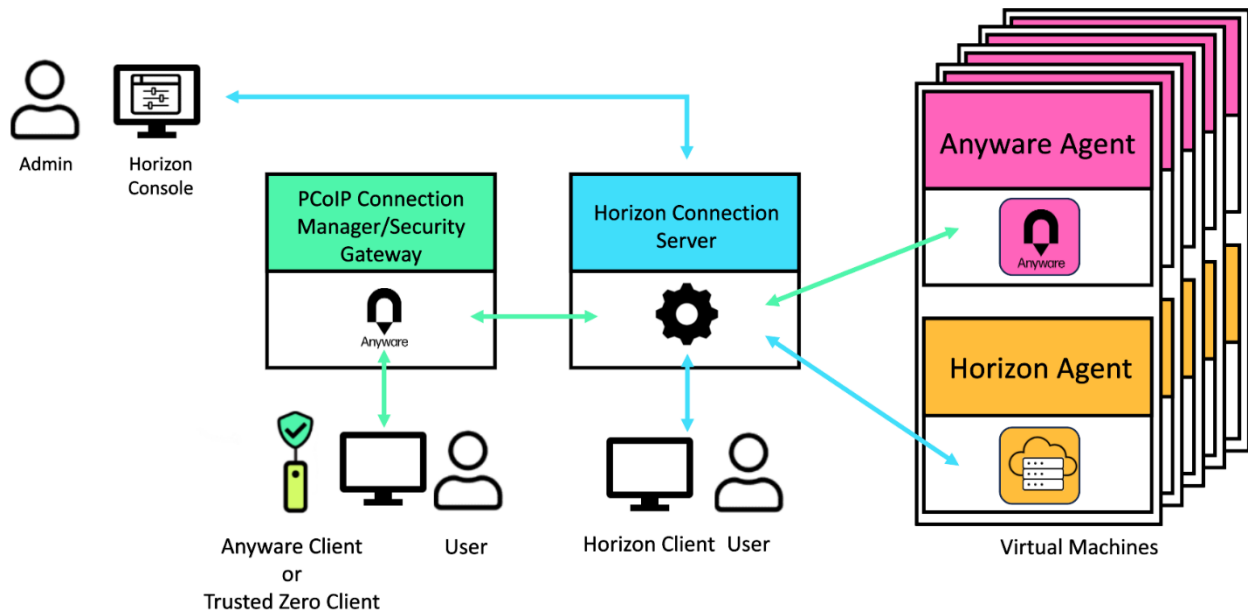 Admin
Horizon
Console
PCoIP Connection
Manager/Security
Gateway
Anyware
Horizon Connection
Server
Anyware Agent
Anyware
Horizon Agent
Anyware Client
or
Trusted Zero Client
User
Horizon Client
User
Virtual Machines